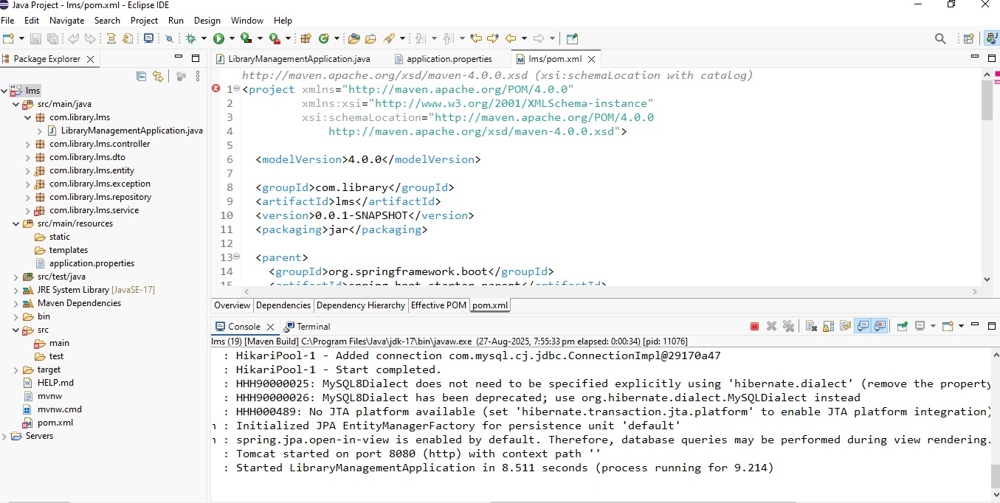 Java Project - lms/pom.xml - Eclipse IDE
File Edit Navigate Search Project Run Design Window Help
Package Explorer
lms
src/main/java
com.library.lms
LibraryManagementApplication.java
com.library.lms.controller
com.library.lms.dto
com.library.lms.entity
com.library.lms.exception
com.library.lms.repository
com.library.lms.service
src/main/resources
static
templates
application.properties
src/test/java
JRE System Library [JavaSE-17]
Maven Dependencies
bin
src
main
test
target
HELP.md
mvnw
mvnw.cmd
pom.xml
Servers
LibraryManagementApplication.java application.properties lms/pom.xml
http://maven.apache.org/xsd/maven-4.0.0.xsd (xsi:schemaLocation with catalog)
1 <project xmlns="http://maven.apache.org/POM/4.0.0"
2 xmlns:xsi="http://www.w3.org/2001/XMLSchema-instance"
3 xsi:schemaLocation="http://maven.apache.org/POM/4.0.0
4 http://maven.apache.org/xsd/maven-4.0.0.xsd">
5
6 <modelVersion>4.0.0</modelVersion>
7
8 <groupId>com.library</groupId>
9 <artifactId>lms</artifactId>
10 <version>0.0.1-SNAPSHOT</version>
11 <packaging>jar</packaging>
12
13 <parent>
14 <groupId>org.springframework.boot</groupId>
15 <artifactId>spring-boot-starter-parent</artifactId>
Overview Dependencies Dependency Hierarchy Effective POM pom.xml
Console Terminal
lms (19) [Maven Build] C:\Program Files\Java\jdk-17\bin\javaw.exe (27-Aug-2025, 7:55:33 pm elapsed: 0:00:34) [pid: 11076]
: HikariPool-1 - Added connection com.mysql.cj.jdbc.ConnectionImpl@29170a47
: HikariPool-1 - Start completed.
: HHH90000025: MySQL8Dialect does not need to be specified explicitly using 'hibernate.dialect' (remove the property
: HHH90000026: MySQL8Dialect has been deprecated; use org.hibernate.dialect.MySQLDialect instead
: HHH000489: No JTA platform available (set 'hibernate.transaction.jta.platform' to enable JTA platform integration)
: Initialized JPA EntityManagerFactory for persistence unit 'default'
: spring.jpa.open-in-view is enabled by default. Therefore, database queries may be performed during view rendering.
: Tomcat started on port 8080 (http) with context path ''
: Started LibraryManagementApplication in 8.511 seconds (process running for 9.214)